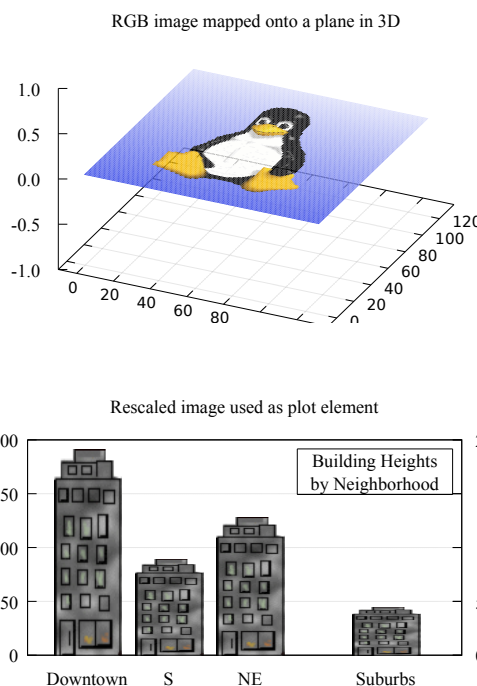 RGB image mapped onto a plane in 3D
1.0
0.5
0.0
-0.5
-1.0
0 20 40 60 80
0 20 40 60 80 100 120
Rescaled image used as plot element
Building Heights
by Neighborhood
00
50
00
50
0
Downtown S NE Suburbs